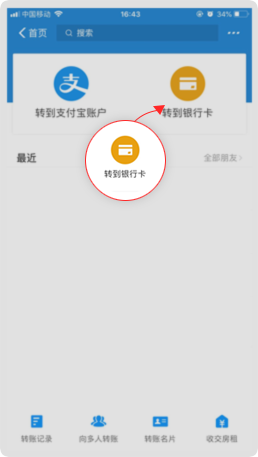 中国移动 16:43 34%
首页 搜索
转到支付宝账户 转到银行卡
转到银行卡
最近 全部朋友
转账记录 向多人转账 转账名片 收交房租